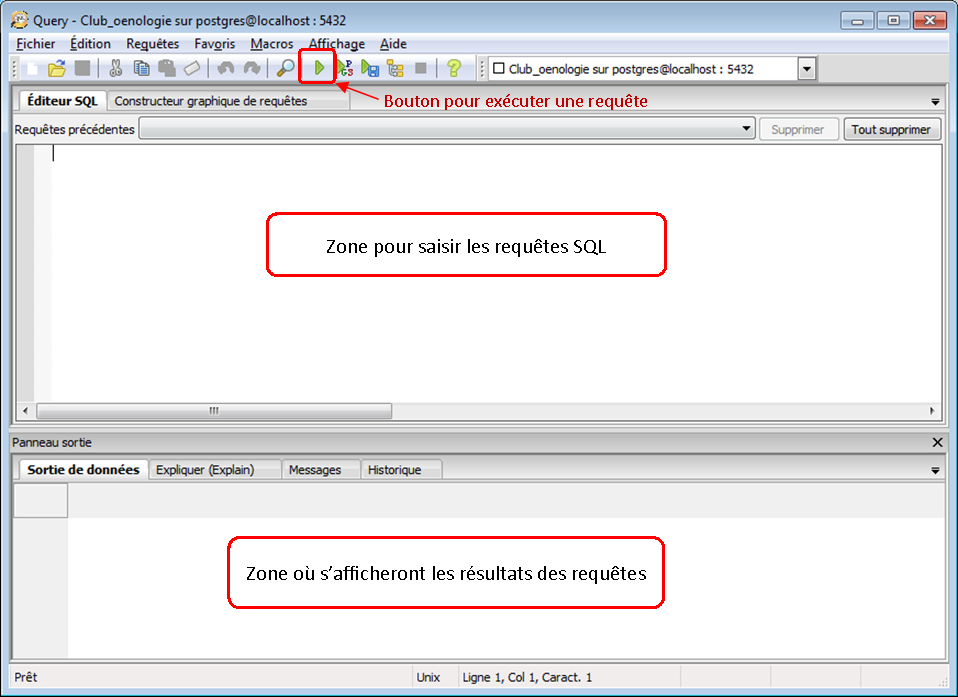 Query - Club_oenologie sur postgres@localhost : 5432
Fichier Édition Requêtes Favoris Macros Affichage Aide
Club_oenologie sur postgres@localhost : 5432
Bouton pour exécuter une requête
Éditeur SQL Constructeur graphique de requêtes
Requêtes précédentes Supprimer Tout supprimer
Zone pour saisir les requêtes SQL
Panneau sortie
Sortie de données Expliquer (Explain) Messages Historique
Zone où s'afficheront les résultats des requêtes
Prêt Unix Ligne 1, Col 1, Caract. 1